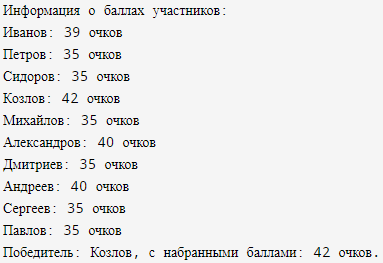 Информация о баллах участников:
Иванов: 39 очков
Петров: 35 очков
Сидоров: 35 очков
Козлов: 42 очков
Михайлов: 35 очков
Александров: 40 очков
Дмитриев: 35 очков
Андреев: 40 очков
Сергеев: 35 очков
Павлов: 35 очков
Победитель: Козлов, с набранными баллами: 42 очков.